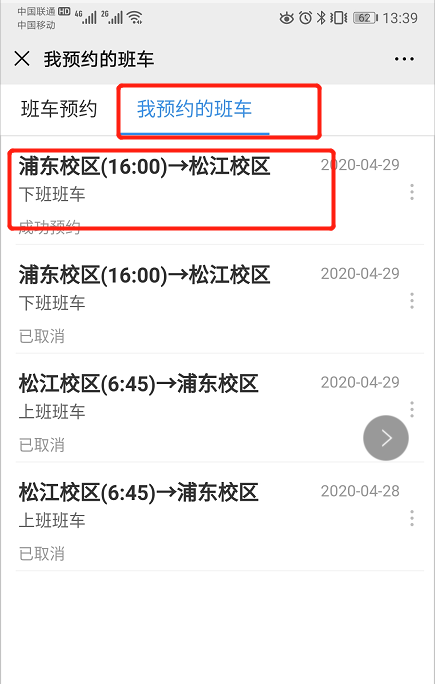 中国联通 HD 4G 2G 62 13:39
中国移动
我预约的班车
班车预约 我预约的班车
浦东校区(16:00)→松江校区 2020-04-29
下班班车
成功预约
浦东校区(16:00)→松江校区 2020-04-29
下班班车
已取消
松江校区(6:45)→浦东校区 2020-04-29
上班班车
已取消
松江校区(6:45)→浦东校区 2020-04-28
上班班车
已取消